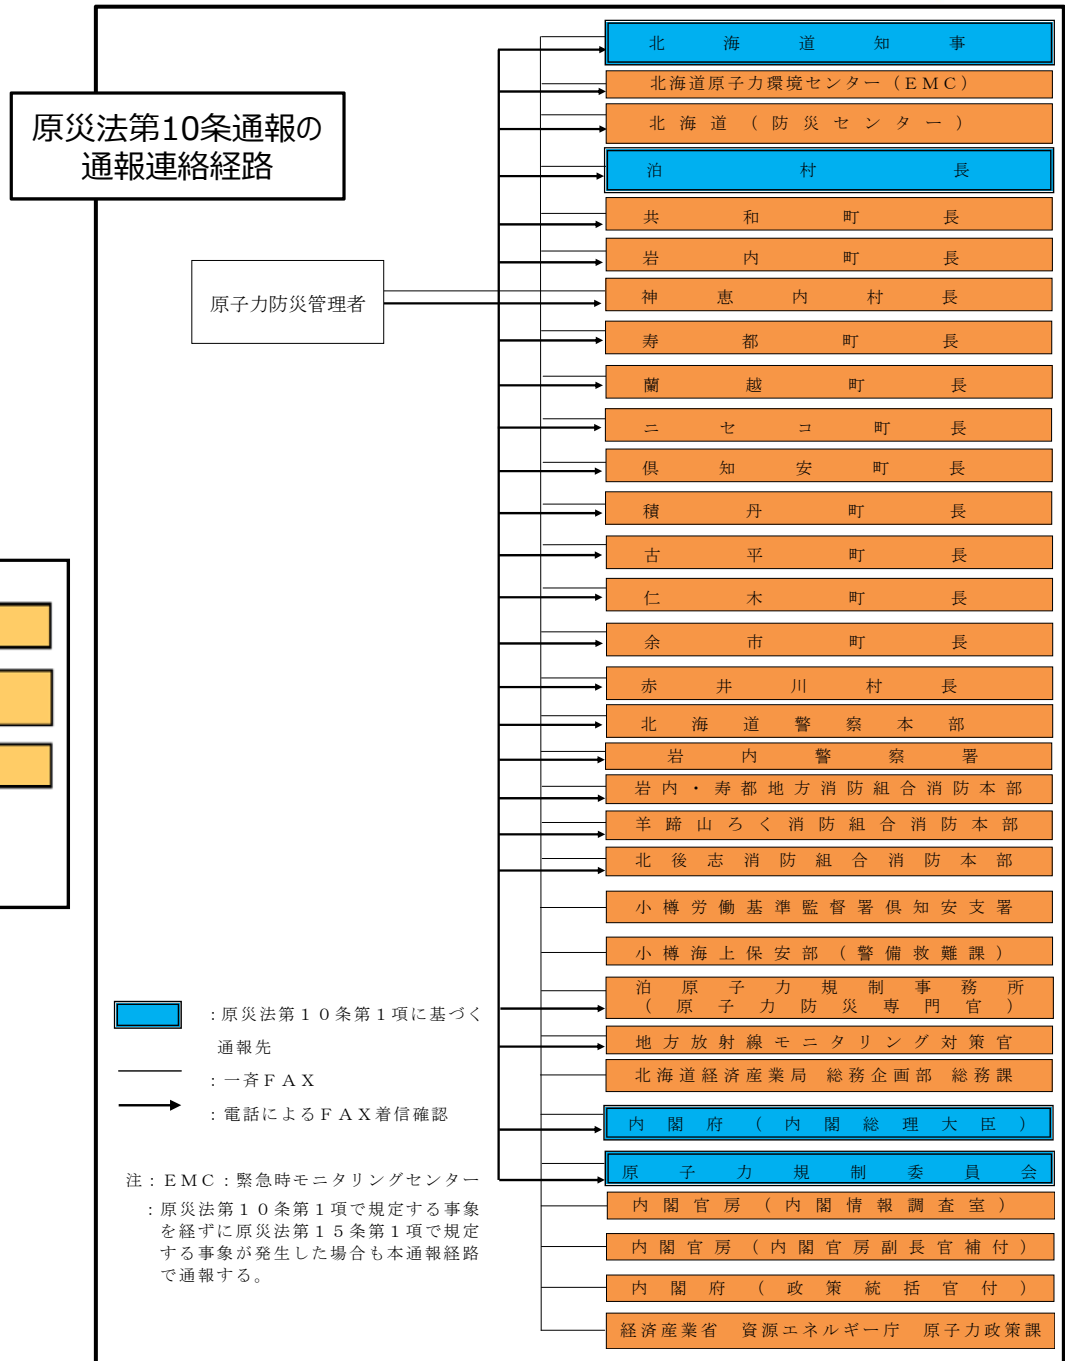 原災法第10条通報の
通報連絡経路
原子力防災管理者
北海道知事
北海道原子力環境センター（ＥＭＣ）
北海道（防災センター）
泊村長
共和町長
岩内町長
神恵内村長
寿都町長
蘭越町長
ニセコ町長
倶知安町長
積丹町長
古平町長
仁木町長
余市町長
赤井川村長
北海道警察本部
岩内警察署
岩内・寿都地方消防組合消防本部
羊蹄山ろく消防組合消防本部
北後志消防組合消防本部
小樽労働基準監督署倶知安支署
小樽海上保安部（警備救難課）
泊原子力規制事務所
（原子力防災専門官）
地方放射線モニタリング対策官
北海道経済産業局　総務企画部　総務課
内閣府（内閣総理大臣）
原子力規制委員会
内閣官房（内閣情報調査室）
内閣官房（内閣官房副長官補付）
内閣府（政策統括官付）
経済産業省　資源エネルギー庁　原子力政策課
：原災法第１０条第１項に基づく
通報先
：一斉ＦＡＸ
：電話によるＦＡＸ着信確認
注：ＥＭＣ：緊急時モニタリングセンター
：原災法第１０条第１項で規定する事象
を経ずに原災法第１５条第１項で規定
する事象が発生した場合も本通報経路
で通報する。